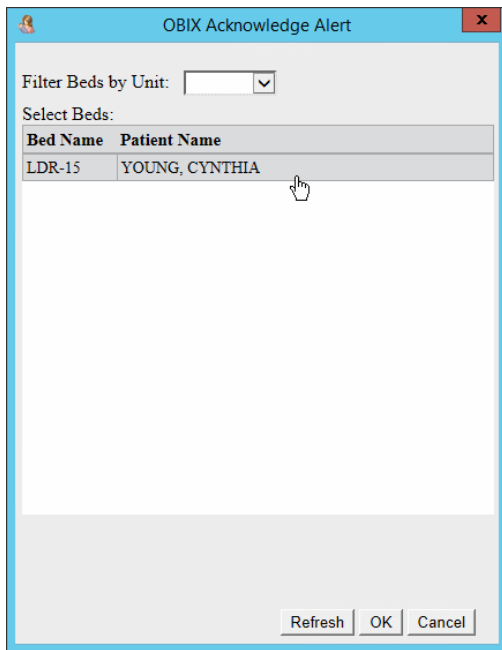 OBIX Acknowledge Alert
x
Filter Beds by Unit:
Select Beds:
Bed Name Patient Name
LDR-15 YOUNG, CYNTHIA
Refresh OK Cancel